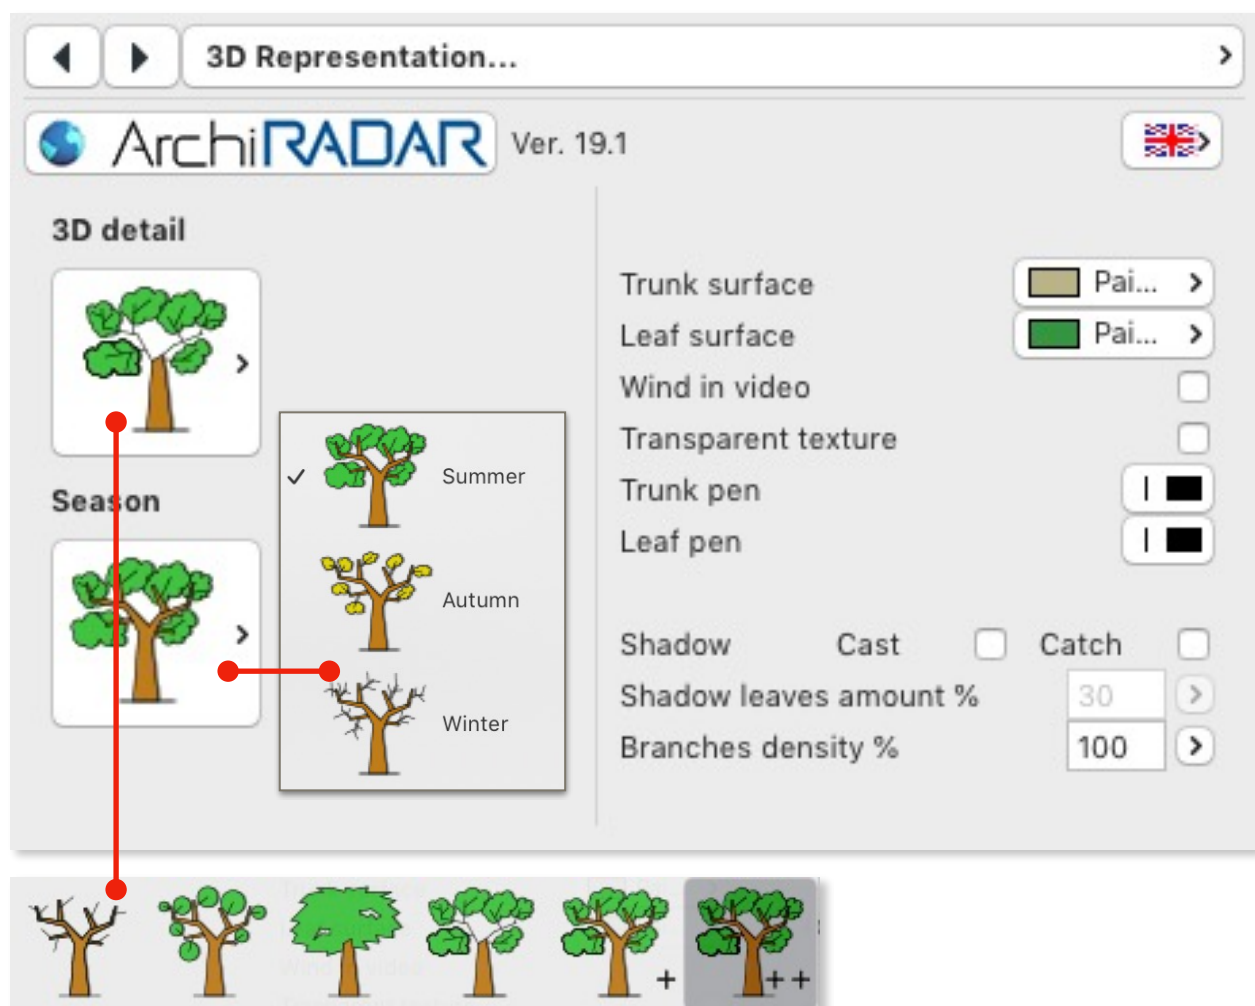 3D Representation...
ArchiRADAR Ver. 19.1
3D detail
Season
Summer
Autumn
Winter
Trunk surface Pai...
Leaf surface Pai...
Wind in video
Transparent texture
Trunk pen
Leaf pen
Shadow Cast Catch
Shadow leaves amount % 30
Branches density % 100
+ ++